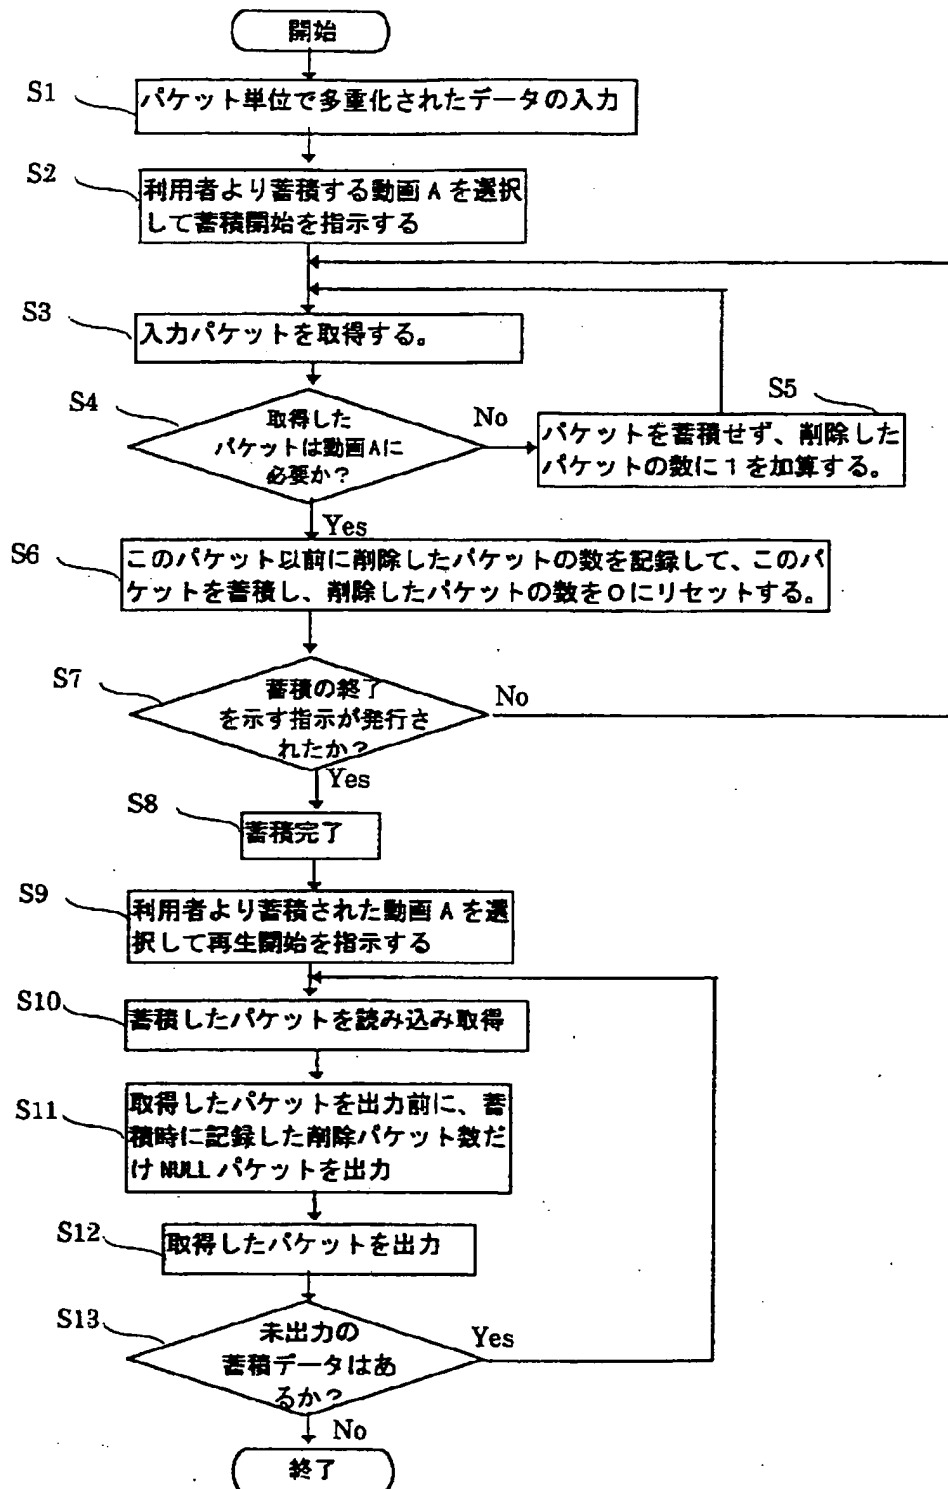 開始
S1
パケット単位で多重化されたデータの入力
S2
利用者より蓄積する動画 A を選択
して蓄積開始を指示する
S3
入力パケットを取得する。
S4
取得した
パケットは動画Aに
必要か?
No
S5
パケットを蓄積せず、削除した
パケットの数に1を加算する。
Yes
S6
このパケット以前に削除したパケットの数を記録して、このパ
ケットを蓄積し、削除したパケットの数を0にリセットする。
S7
蓄積の終了
を示す指示が発行さ
れたか?
No
Yes
S8
蓄積完了
S9
利用者より蓄積された動画 A を選
択して再生開始を指示する
S10
蓄積したパケットを読み込み取得
S11
取得したパケットを出力前に、蓄
積時に記録した削除パケット数だ
け NULL パケットを出力
S12
取得したパケットを出力
S13
未出力の
蓄積データはあ
るか?
Yes
No
終了